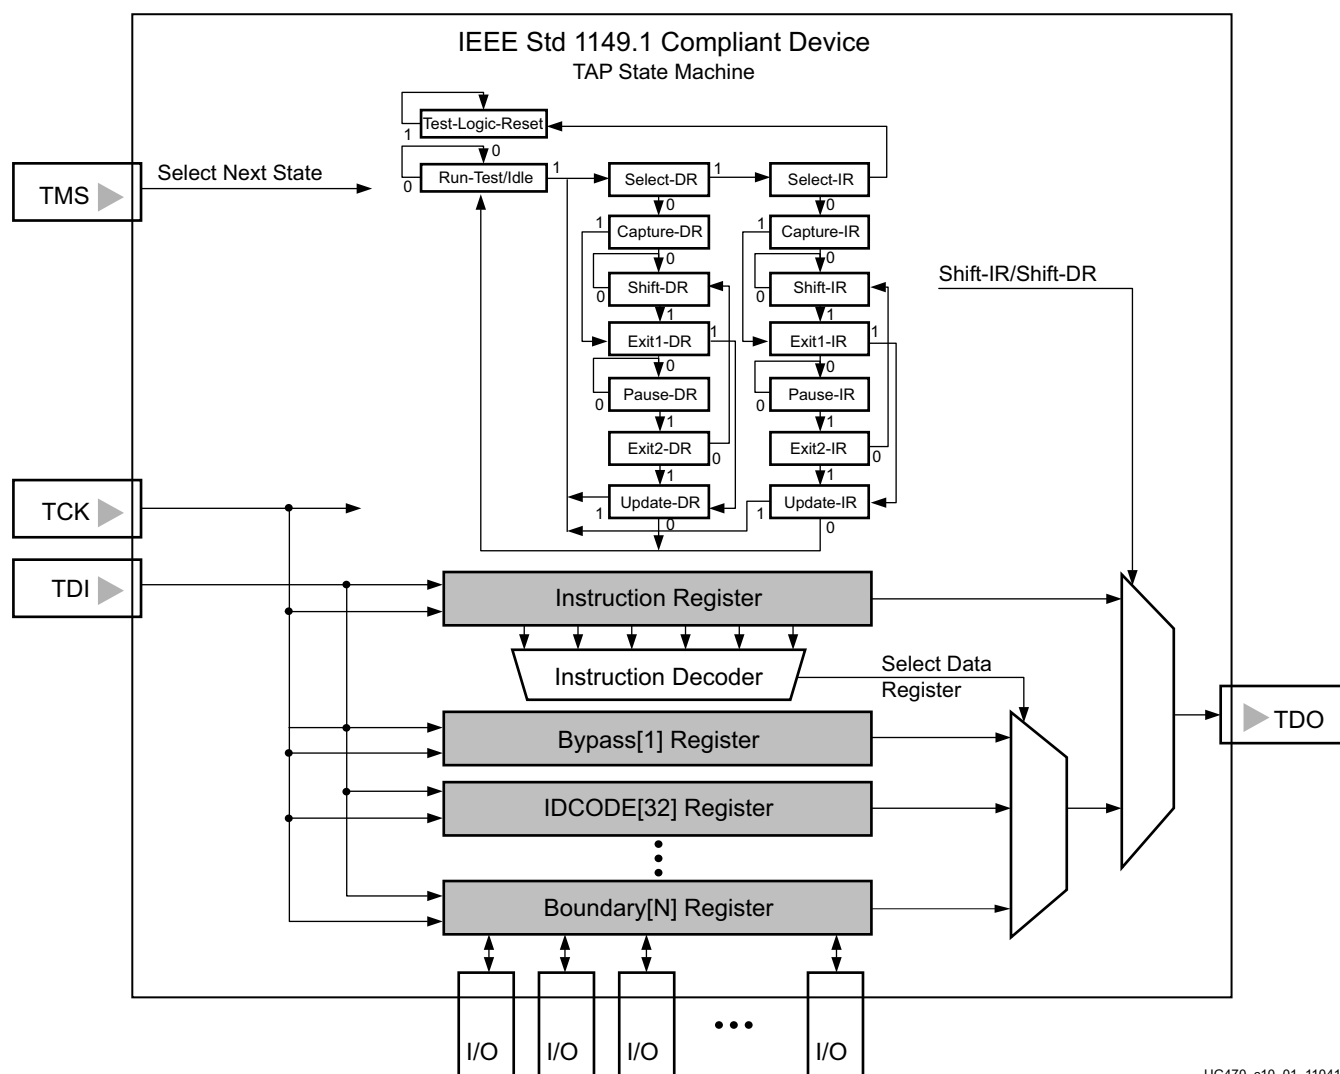 IEEE Std 1149.1 Compliant Device
TAP State Machine
1
Test-Logic-Reset
0
0
Run-Test/Idle
1
TMS
Select Next State
Select-DR
1
Select-IR
0
0
1
Capture-DR
1
Capture-IR
0
0
0
Shift-DR
0
Shift-IR
Shift-IR/Shift-DR
1
1
Exit1-DR
1
Exit1-IR
1
0
0
0
Pause-DR
0
Pause-IR
1
1
Exit2-DR
0
Exit2-IR
0
1
1
1
Update-DR
1
Update-IR
0
0
TCK
TDI
Instruction Register
Instruction Decoder
Select Data
Register
Bypass[1] Register
TDO
IDCODE[32] Register
Boundary[N] Register
I/O
I/O
I/O
I/O